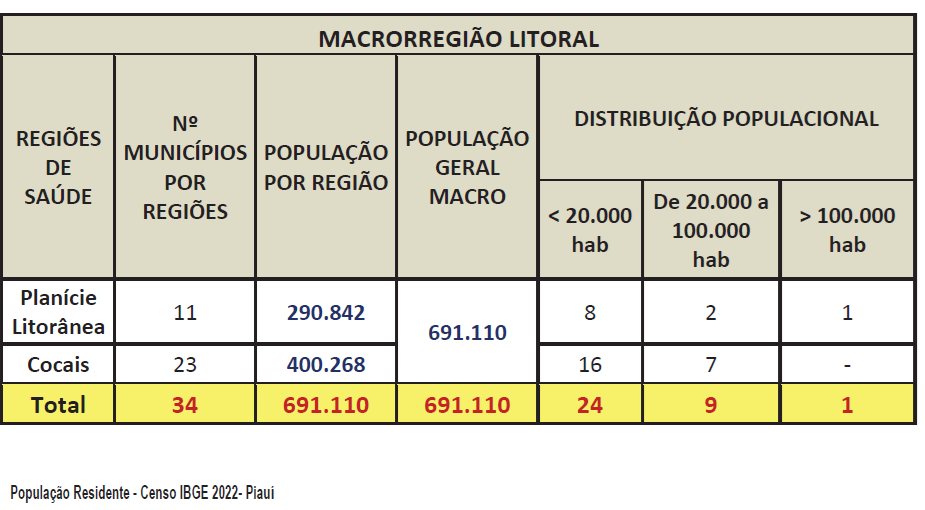 MACRORREGIÃO LITORAL
REGIÕES
DE
SAÚDE
Nº
MUNICÍPIOS
POR
REGIÕES
POPULAÇÃO
POR REGIÃO
POPULAÇÃO
GERAL
MACRO
DISTRIBUIÇÃO POPULACIONAL
< 20.000
hab
De 20.000 a
100.000
hab
> 100.000
hab
Planície
Litorânea
11
290.842
691.110
8
2
1
Cocais
23
400.268
16
7
-
Total
34
691.110
691.110
24
9
1
População Residente - Censo IBGE 2022- Piauí